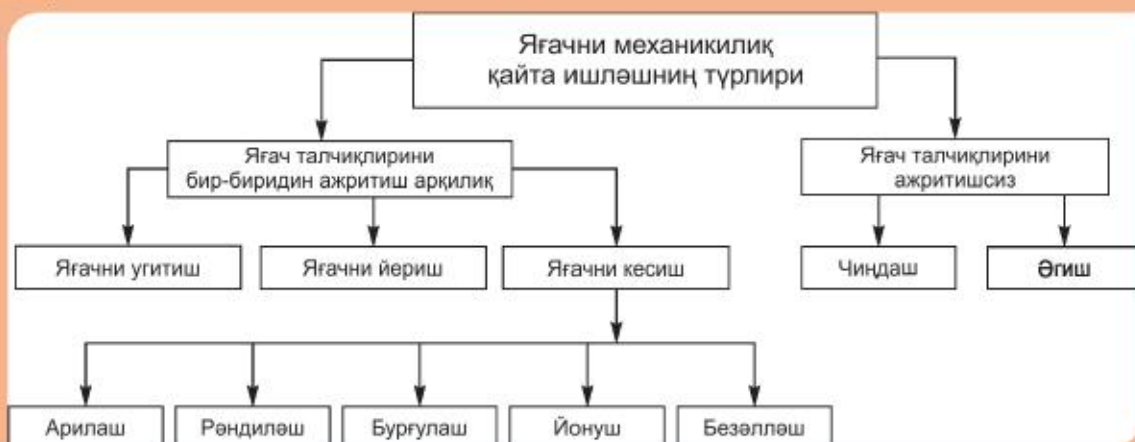 Яғачни механикилиқ
қайта ишләшниң түрлири
Яғач талчиқлирини
бир-биридин ажритиш арқилиқ
Яғач талчиқлирини
ажритишсиз
Яғачни угитиш
Яғачни йериш
Яғачни кесиш
Чиңдаш
Әгиш
Арилаш
Рәндиләш
Бурғулаш
Йонуш
Безәлләш